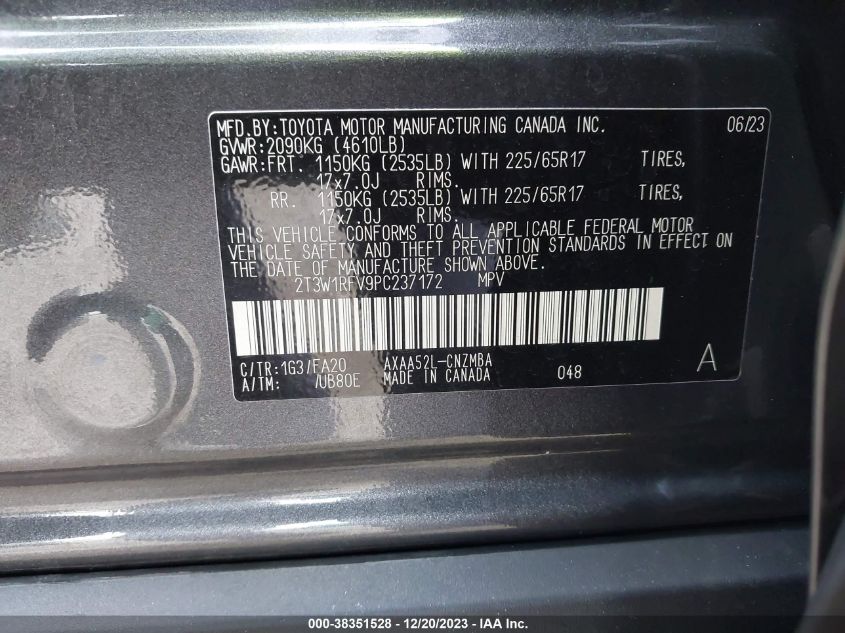 MFD.BY:TOYOTA MOTOR MANUFACTURING CANADA INC. 06/23
GVWR:2090KG (4610LB)
GAWR:FRT. 1150KG (2535LB) WITH 225/65R17 TIRES,
17x7.0J RIMS.
RR. 1150KG (2535LB) WITH 225/65R17 TIRES,
17x7.0J RIMS.
THIS VEHICLE CONFORMS TO ALL APPLICABLE FEDERAL MOTOR
VEHICLE SAFETY AND THEFT PREVENTION STANDARDS IN EFFECT ON
THE DATE OF MANUFACTURE SHOWN ABOVE.
2T3W1RFV9PC237172 MPV
C/TR:1G3/FA20 AXAA52L-CNZMBA
A/TM: /UB80E MADE IN CANADA 048 A
000-38351528 - 12/20/2023 - IAA Inc.